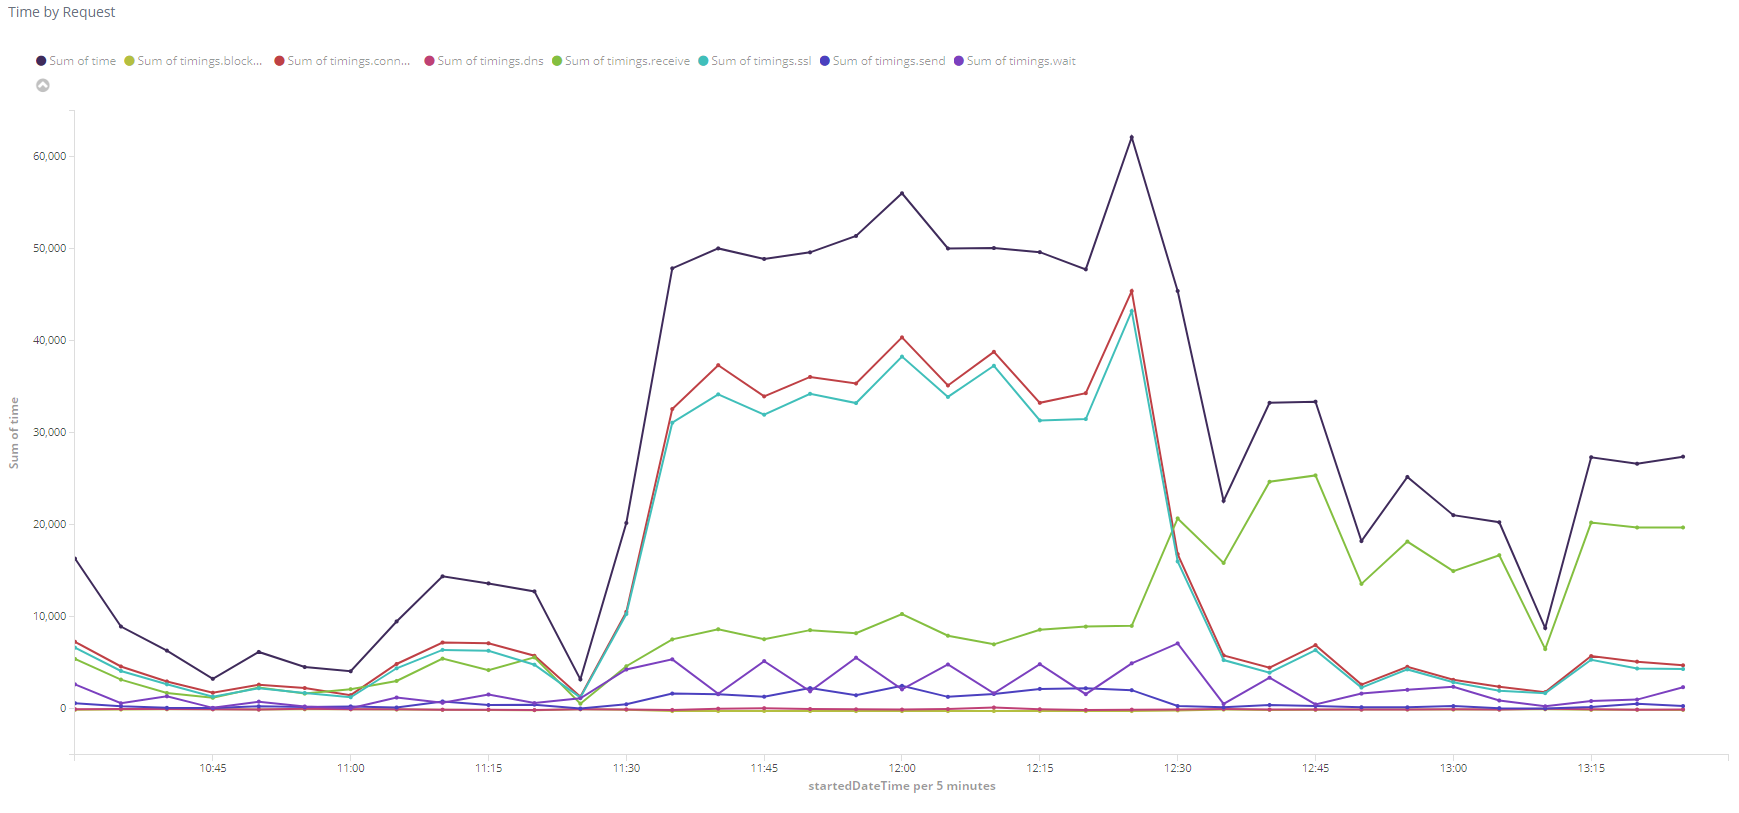 Time by Request
Sum of time Sum of timings.block... Sum of timings.conn... Sum of timings.dns Sum of timings.receive Sum of timings.ssl Sum of timings.send Sum of timings.wait
60,000
50,000
40,000
30,000
20,000
10,000
0
Sum of time
10:45 11:00 11:15 11:30 11:45 12:00 12:15 12:30 12:45 13:00 13:15
startedDateTime per 5 minutes